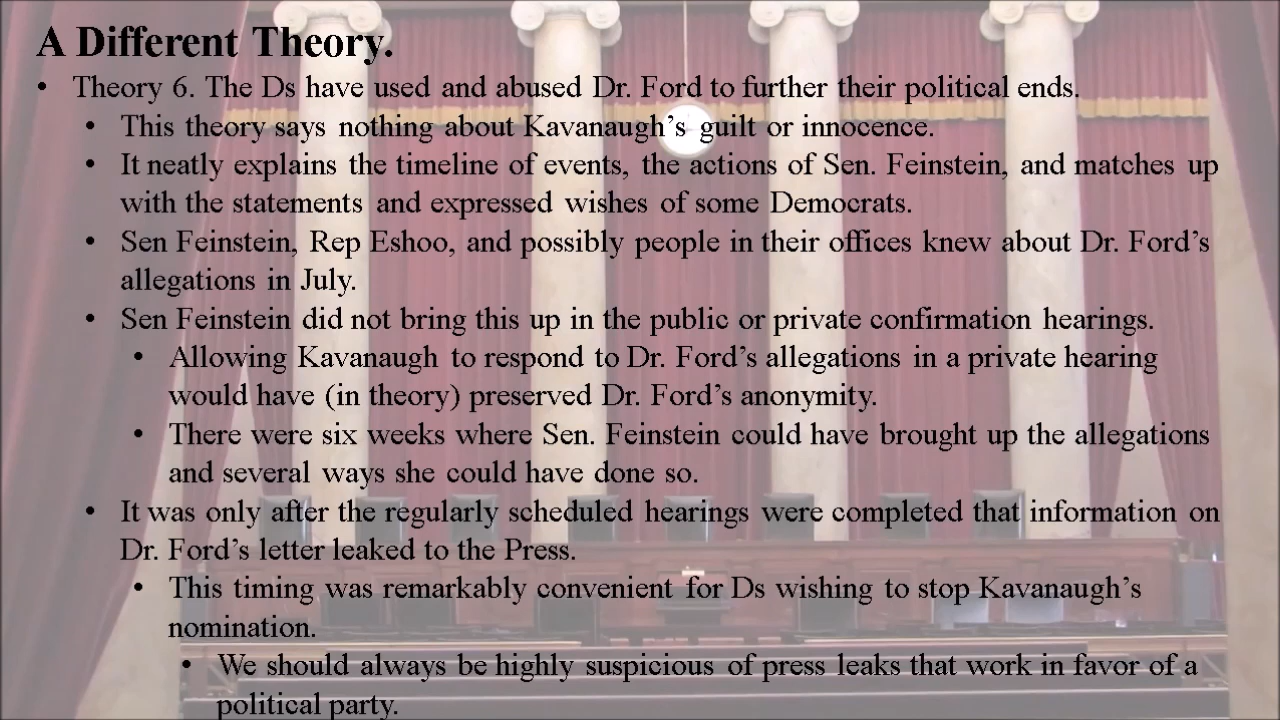 A Different Theory.
• Theory 6. The Ds have used and abused Dr. Ford to further their political ends.
• This theory says nothing about Kavanaugh's guilt or innocence.
• It neatly explains the timeline of events, the actions of Sen. Feinstein, and matches up
with the statements and expressed wishes of some Democrats.
• Sen Feinstein, Rep Eshoo, and possibly people in their offices knew about Dr. Ford's
allegations in July.
• Sen Feinstein did not bring this up in the public or private confirmation hearings.
• Allowing Kavanaugh to respond to Dr. Ford's allegations in a private hearing
would have (in theory) preserved Dr. Ford's anonymity.
• There were six weeks where Sen. Feinstein could have brought up the allegations
and several ways she could have done so.
• It was only after the regularly scheduled hearings were completed that information on
Dr. Ford's letter leaked to the Press.
• This timing was remarkably convenient for Ds wishing to stop Kavanaugh's
nomination.
• We should always be highly suspicious of press leaks that work in favor of a
political party.